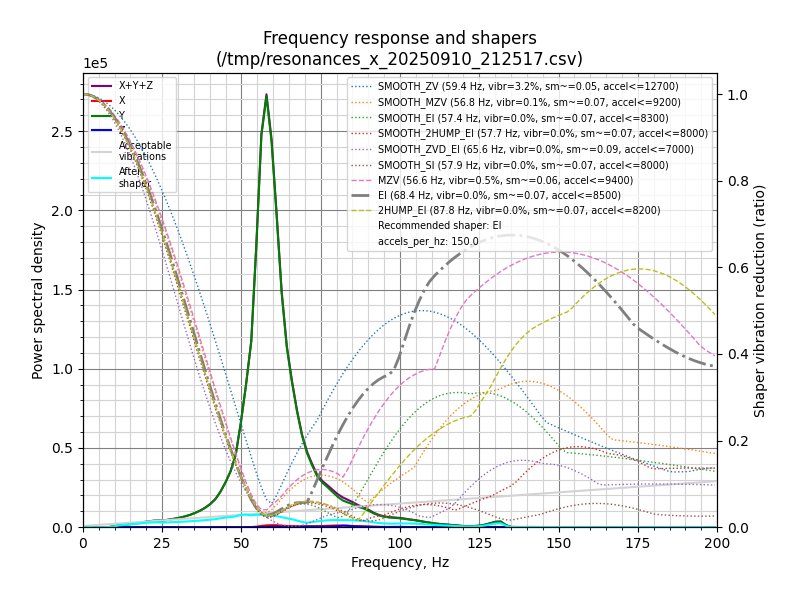 Frequency response and shapers
(/tmp/resonances_x_20250910_212517.csv)
1e5
X+Y+Z
X
Y
Z
Acceptable
vibrations
After
shaper
SMOOTH_ZV (59.4 Hz, vibr=3.2%, sm~=0.05, accel<=12700)
SMOOTH_MZV (56.8 Hz, vibr=0.1%, sm~=0.07, accel<=9200)
SMOOTH_EI (57.4 Hz, vibr=0.0%, sm~=0.07, accel<=8300)
SMOOTH_2HUMP_EI (57.7 Hz, vibr=0.0%, sm~=0.07, accel<=8000)
SMOOTH_ZVD_EI (65.6 Hz, vibr=0.0%, sm~=0.09, accel<=7000)
SMOOTH_SI (57.9 Hz, vibr=0.0%, sm~=0.07, accel<=8000)
MZV (56.6 Hz, vibr=0.5%, sm~=0.06, accel<=9400)
EI (68.4 Hz, vibr=0.0%, sm~=0.07, accel<=8500)
2HUMP_EI (87.8 Hz, vibr=0.0%, sm~=0.07, accel<=8200)
Recommended shaper: EI
accels_per_hz: 150.0
Power spectral density
2.5
2.0
1.5
1.0
0.5
0.0
1.0
0.8
0.6
0.4
0.2
0.0
Shaper vibration reduction (ratio)
0 25 50 75 100 125 150 175 200
Frequency, Hz